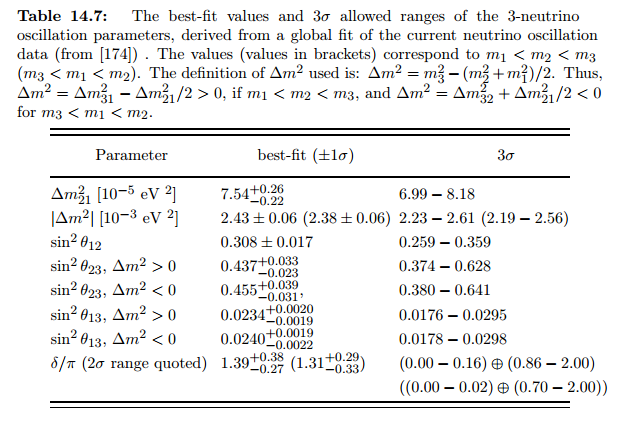 Table 14.7: The best-fit values and 3σ allowed ranges of the 3-neutrino
oscillation parameters, derived from a global fit of the current neutrino oscillation
data (from [174]) . The values (values in brackets) correspond to m₁ < m₂ < m₃
(m₃ < m₁ < m₂). The definition of Δm² used is: Δm² = m₃² − (m₂² + m₁²)/2. Thus,
Δm² = Δm₃₁² − Δm₂₁²/2 > 0, if m₁ < m₂ < m₃, and Δm² = Δm₃₂² + Δm₂₁²/2 < 0
for m₃ < m₁ < m₂.
Parameter best-fit (±1σ) 3σ
Δm₂₁² [10⁻⁵ eV ²] 7.54+0.26−0.22 6.99 − 8.18
|Δm²| [10⁻³ eV ²] 2.43 ± 0.06 (2.38 ± 0.06) 2.23 − 2.61 (2.19 − 2.56)
sin² θ₁₂ 0.308 ± 0.017 0.259 − 0.359
sin² θ₂₃, Δm² > 0 0.437+0.033−0.023 0.374 − 0.628
sin² θ₂₃, Δm² < 0 0.455+0.039−0.031, 0.380 − 0.641
sin² θ₁₃, Δm² > 0 0.0234+0.0020−0.0019 0.0176 − 0.0295
sin² θ₁₃, Δm² < 0 0.0240+0.0019−0.0022 0.0178 − 0.0298
δ/π (2σ range quoted) 1.39+0.38−0.27 (1.31+0.29−0.33) (0.00 − 0.16) ⊕ (0.86 − 2.00)
((0.00 − 0.02) ⊕ (0.70 − 2.00))